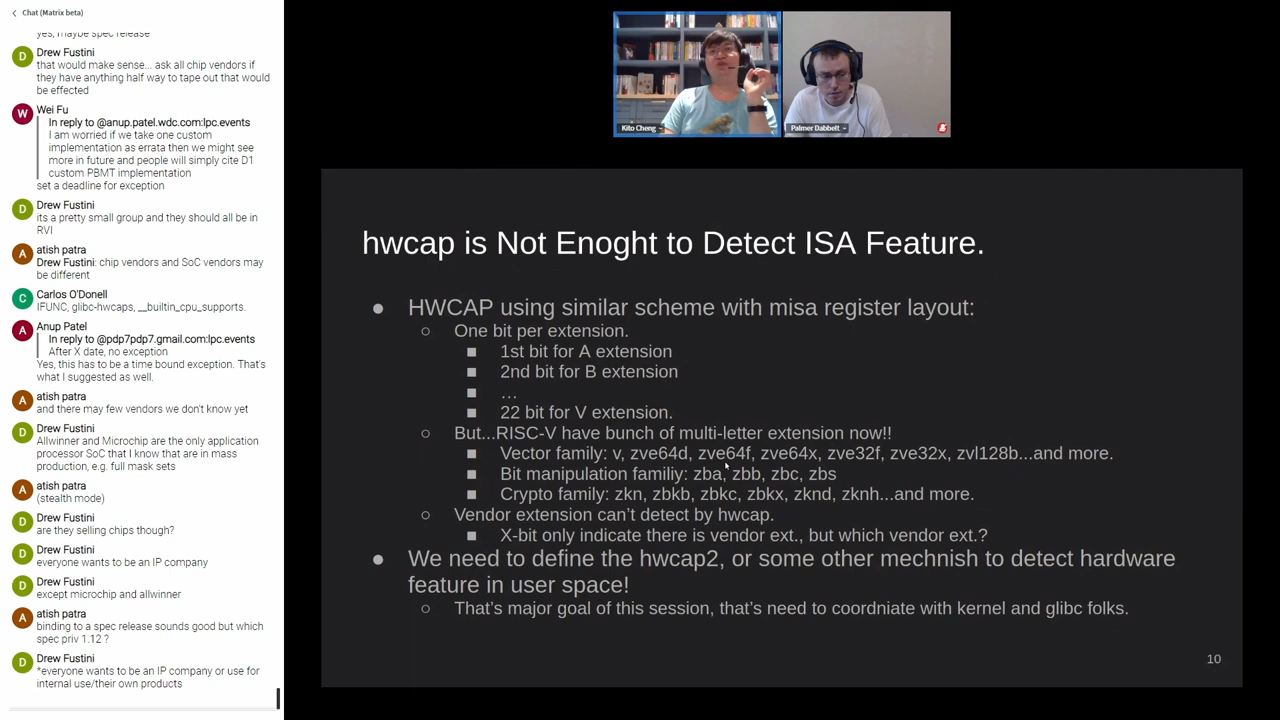 Chat (Matrix beta)
yes, maybe spec release
D
Drew Fustini
that would make sense... ask all chip vendors if
they have anything half way to tape out that would
be effected
W
Wei Fu
In reply to @anup.patel.wdc.com:lpc.events
I am worried if we take one custom
implementation as errata then we might see
more in future and people will simply cite D1
custom PBMT implementation
set a deadline for exception
D
Drew Fustini
its a pretty small group and they should all be in
RVI
A
atish patra
Drew Fustini: chip vendors and SoC vendors may
be different
C
Carlos O'Donell
IFUNC, glibc-hwcaps, __builtin_cpu_supports.
A
Anup Patel
In reply to @pdp7pdp7.gmail.com:lpc.events
After X date, no exception
Yes, this has to be a time bound exception. That's
what I suggested as well.
A
atish patra
and there may few vendors we don't know yet
D
Drew Fustini
Allwinner and Microchip are the only application
processor SoC that I know that are in mass
production, e.g. full mask sets
A
atish patra
(stealth mode)
D
Drew Fustini
are they selling chips though?
D
Drew Fustini
everyone wants to be an IP company
D
Drew Fustini
except microchip and allwinner
A
atish patra
binding to a spec release sounds good but which
spec priv 1.12 ?
D
Drew Fustini
*everyone wants to be an IP company or use for
internal use/their own products
Kito Cheng
Palmer Dabbelt
hwcap is Not Enoght to Detect ISA Feature.
● HWCAP using similar scheme with misa register layout:
○ One bit per extension.
■ 1st bit for A extension
■ 2nd bit for B extension
■ …
■ 22 bit for V extension.
○ But...RISC-V have bunch of multi-letter extension now!!
■ Vector family: v, zve64d, zve64f, zve64x, zve32f, zve32x, zvl128b...and more.
■ Bit manipulation familiy: zba, zbb, zbc, zbs
■ Crypto family: zkn, zbkb, zbkc, zbkx, zknd, zknh...and more.
○ Vendor extension can't detect by hwcap.
■ X-bit only indicate there is vendor ext., but which vendor ext.?
● We need to define the hwcap2, or some other mechnish to detect hardware
feature in user space!
○ That's major goal of this session, that's need to coordniate with kernel and glibc folks.
10